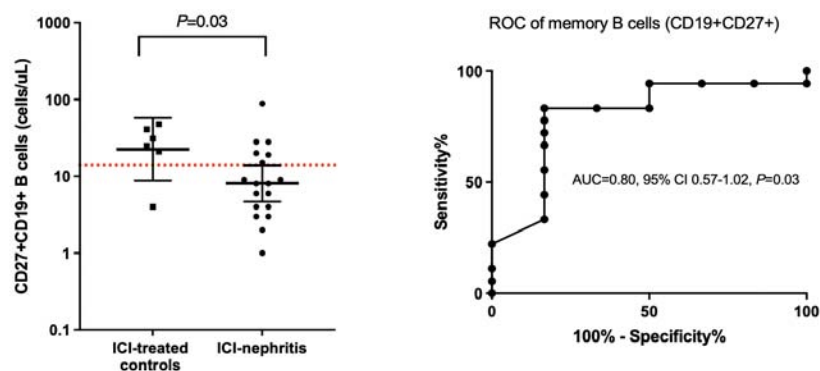 P=0.03
1000
100
10
1
0.1
CD27+CD19+ B cells (cells/uL)
ICI-treated
controls
ICI-nephritis
ROC of memory B cells (CD19+CD27+)
100
50
0
Sensitivity%
AUC=0.80, 95% CI 0.57-1.02, P=0.03
0
50
100
100% - Specificity%